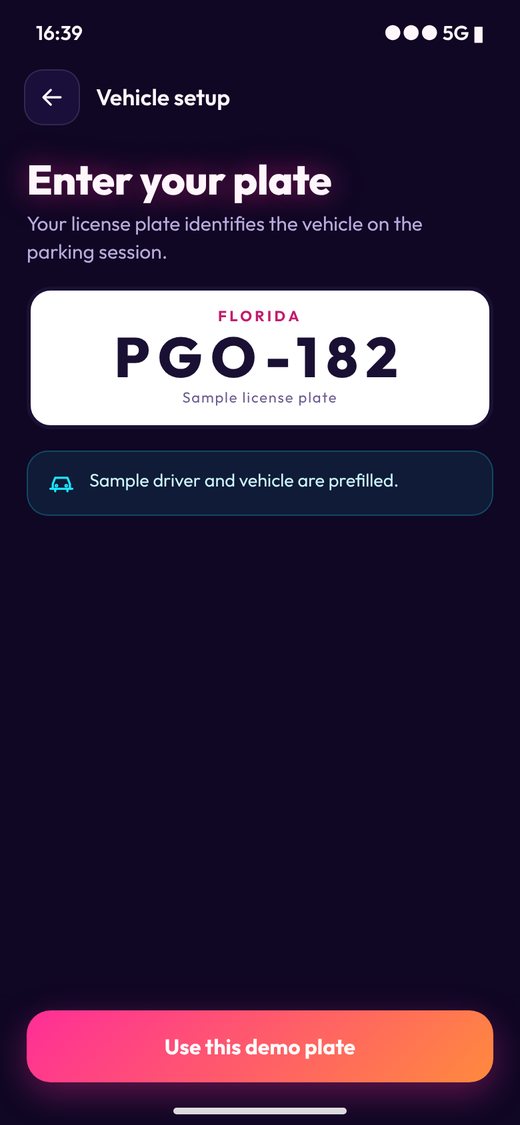 16:39
5G
Vehicle setup
Enter your plate
Your license plate identifies the vehicle on the
parking session.
FLORIDA
PGO-182
Sample license plate
Sample driver and vehicle are prefilled.
Use this demo plate